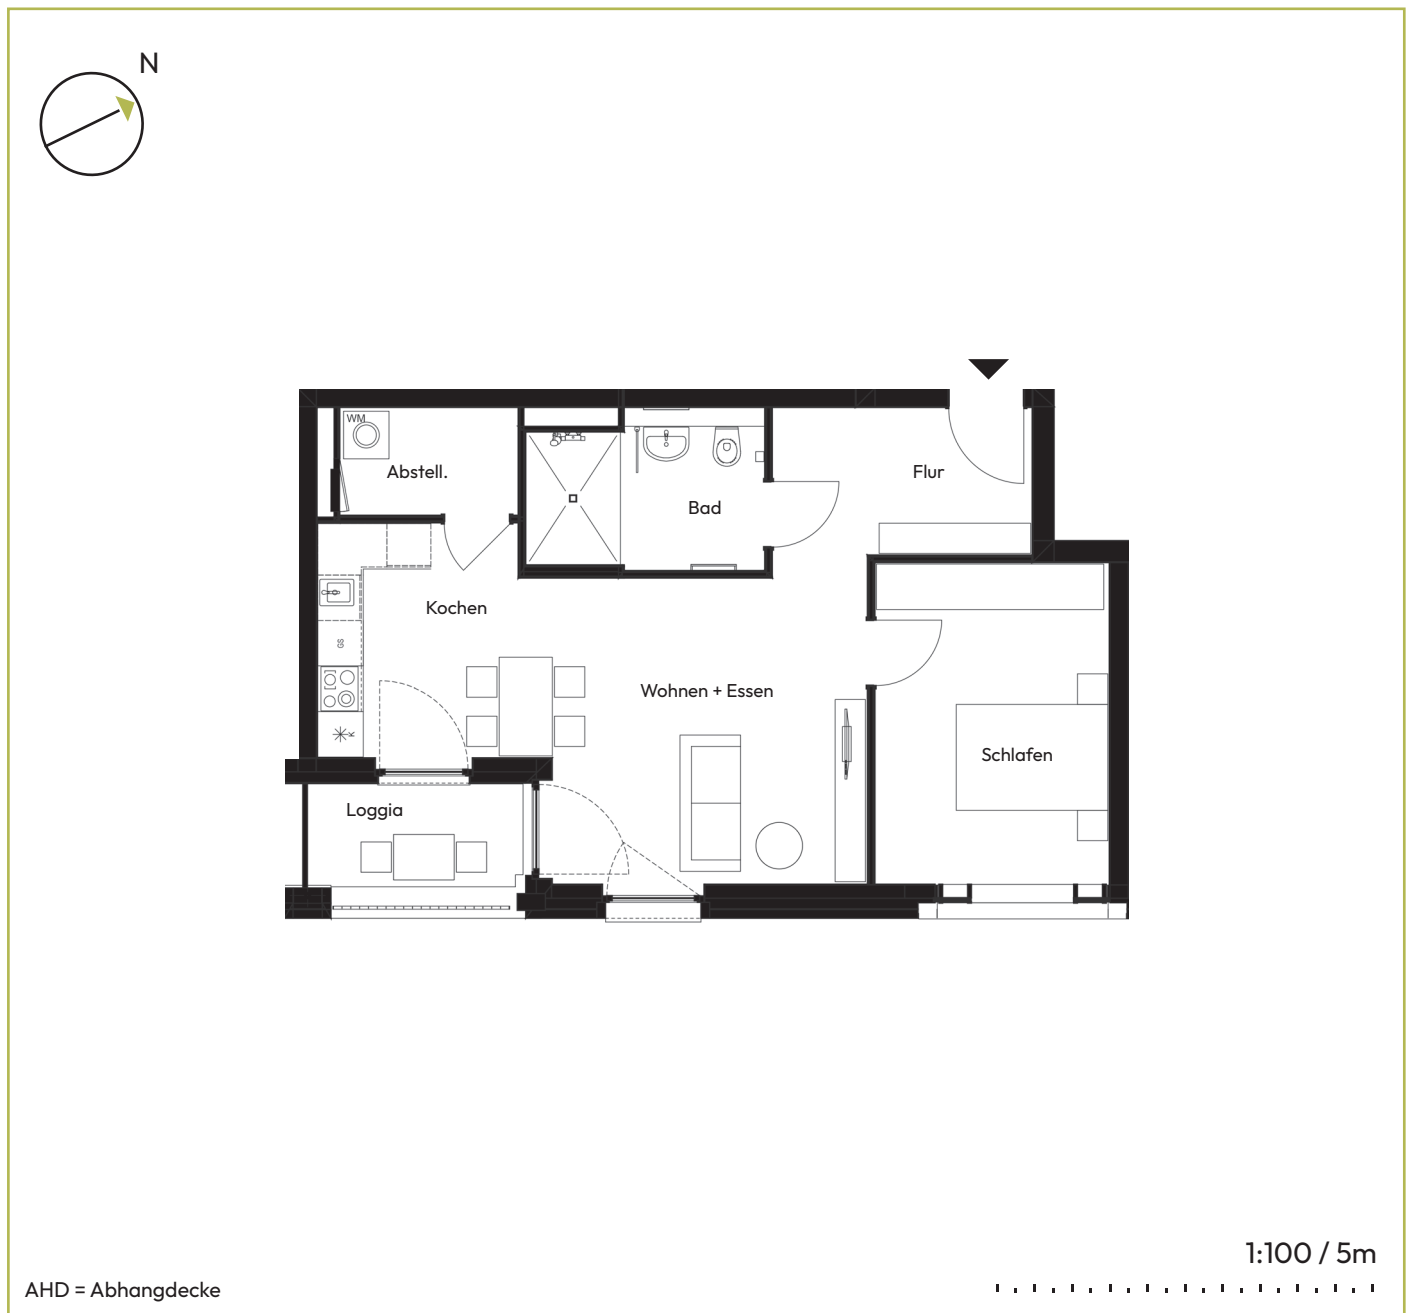 N
WM
Abstell.
Bad
Flur
Kochen
GS
Wohnen + Essen
K
Schlafen
Loggia
1:100 / 5m
AHD = Abhangdecke